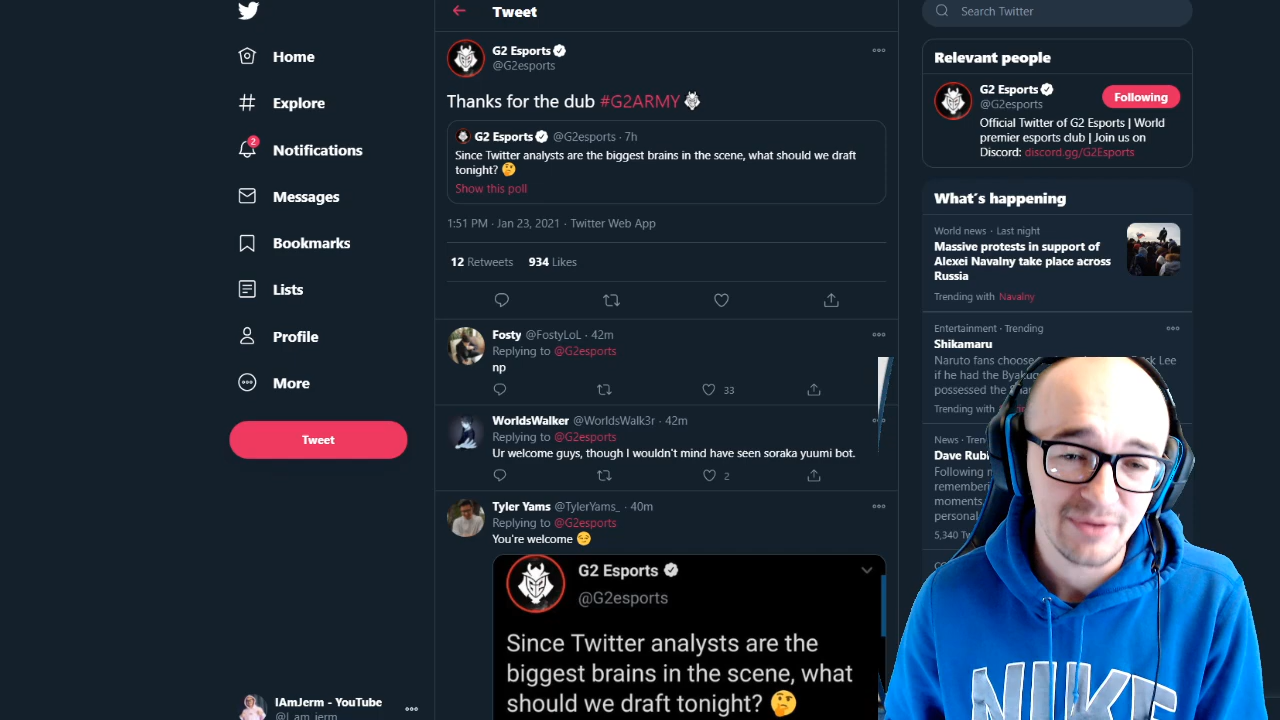 Home
Explore
2
Notifications
Messages
Bookmarks
Lists
Profile
More
Tweet
IAmJerm - YouTube
@I_am_jerm
Tweet
G2 Esports
@G2esports
Thanks for the dub #G2ARMY
G2 Esports @G2esports · 7h
Since Twitter analysts are the biggest brains in the scene, what should we draft
tonight? 🤔
Show this poll
1:51 PM · Jan 23, 2021 · Twitter Web App
12 Retweets 934 Likes
Fosty @FostyLoL · 42m
Replying to @G2esports
np
33
WorldsWalker @WorldsWalk3r · 42m
Replying to @G2esports
Ur welcome guys, though I wouldn't mind have seen soraka yuumi bot.
2
Tyler Yams @TylerYams_ · 40m
Replying to @G2esports
You're welcome 😏
G2 Esports
@G2esports
Since Twitter analysts are the
biggest brains in the scene, what
should we draft tonight? 🤔
Search Twitter
Relevant people
G2 Esports
@G2esports
Following
Official Twitter of G2 Esports | World
premier esports club | Join us on
Discord: discord.gg/G2Esports
What's happening
World news · Last night
Massive protests in support of
Alexei Navalny take place across
Russia
Trending with Navalny
Entertainment · Trending
Shikamaru
Naruto fans choose Lee
if he had the
possessed the
Trending with
News ·
Dave
Following
moments,
5,340
NIKE